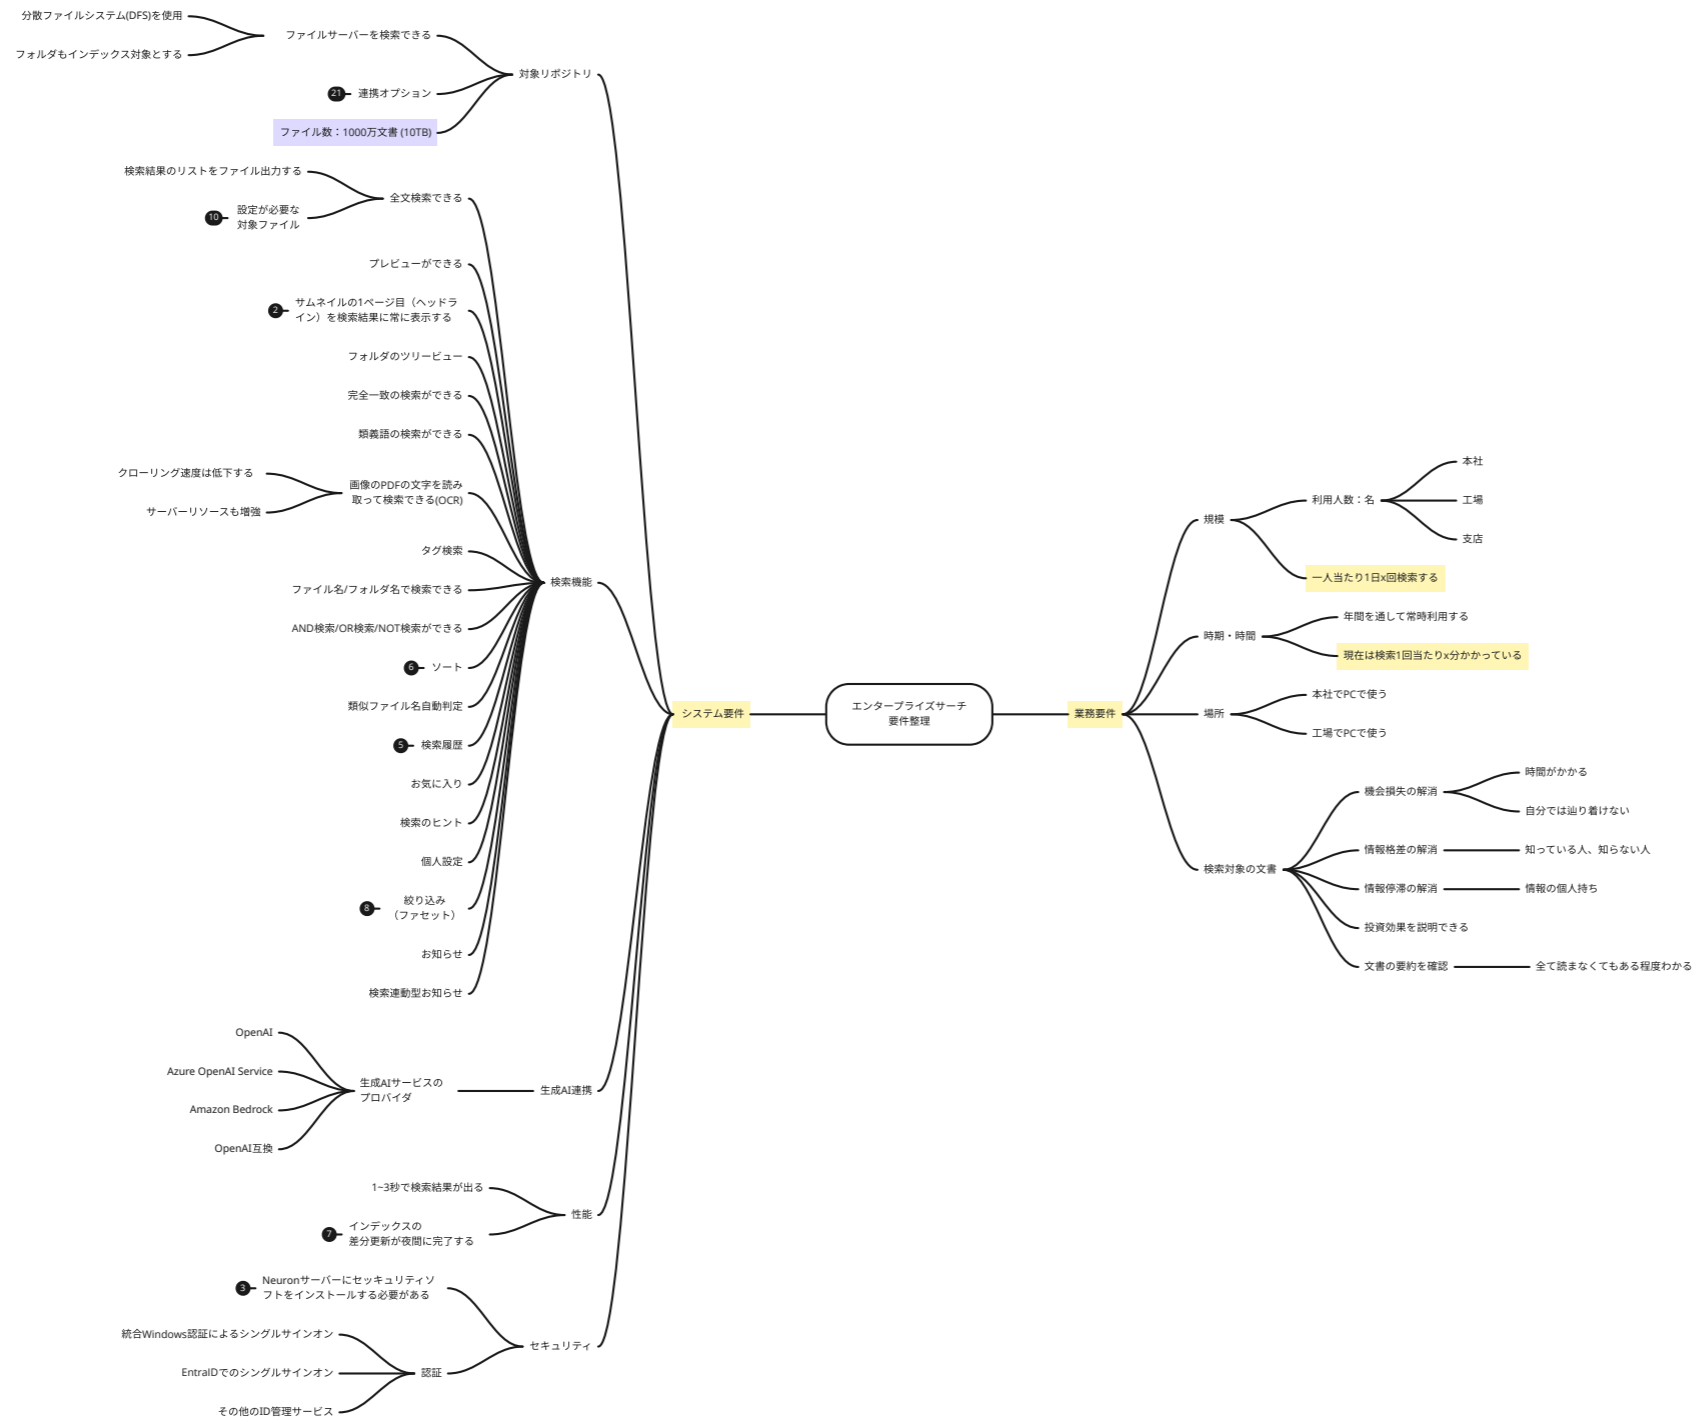 分散ファイルシステム(DFS)を使用
フォルダもインデックス対象とする
ファイルサーバーを検索できる
21
連携オプション
ファイル数：1000万文書 (10TB)
対象リポジトリ
検索結果のリストをファイル出力する
10
設定が必要な
対象ファイル
全文検索できる
プレビューができる
2
サムネイルの1ページ目（ヘッドラ
イン）を検索結果に常に表示する
フォルダのツリービュー
完全一致の検索ができる
類義語の検索ができる
クローリング速度は低下する
サーバーリソースも増強
画像のPDFの文字を読み
取って検索できる(OCR)
タグ検索
ファイル名/フォルダ名で検索できる
AND検索/OR検索/NOT検索ができる
6
ソート
類似ファイル名自動判定
5
検索履歴
お気に入り
検索のヒント
個人設定
8
絞り込み
（ファセット）
お知らせ
検索連動型お知らせ
検索機能
OpenAI
Azure OpenAI Service
Amazon Bedrock
OpenAI互換
生成AIサービスの
プロバイダ
生成AI連携
1~3秒で検索結果が出る
7
インデックスの
差分更新が夜間に完了する
性能
3
Neuronサーバーにセッキュリティソ
フトをインストールする必要がある
統合Windows認証によるシングルサインオン
EntraIDでのシングルサインオン
その他のID管理サービス
認証
セキュリティ
システム要件
エンタープライズサーチ
要件整理
業務要件
規模
利用人数：名
本社
工場
支店
一人当たり1日x回検索する
時期・時間
年間を通して常時利用する
現在は検索1回当たりx分かかっている
場所
本社でPCで使う
工場でPCで使う
検索対象の文書
機会損失の解消
時間がかかる
自分では辿り着けない
情報格差の解消
知っている人、知らない人
情報停滞の解消
情報の個人持ち
投資効果を説明できる
文書の要約を確認
全て読まなくてもある程度わかる